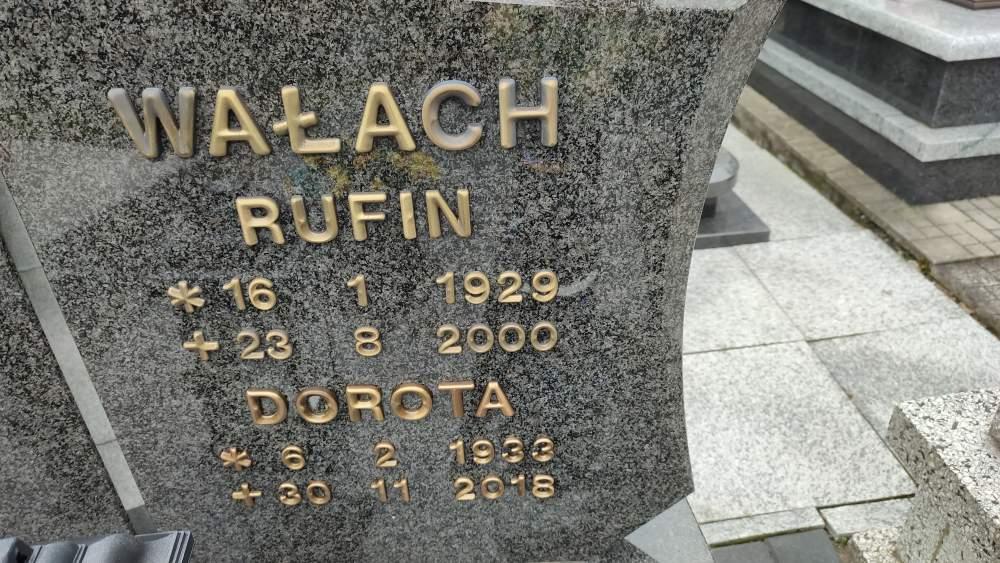 WAŁACH
RUFIN
* 16 1 1929
+ 23 8 2000
DOROTA
* 6 2 1933
+ 30 11 2018